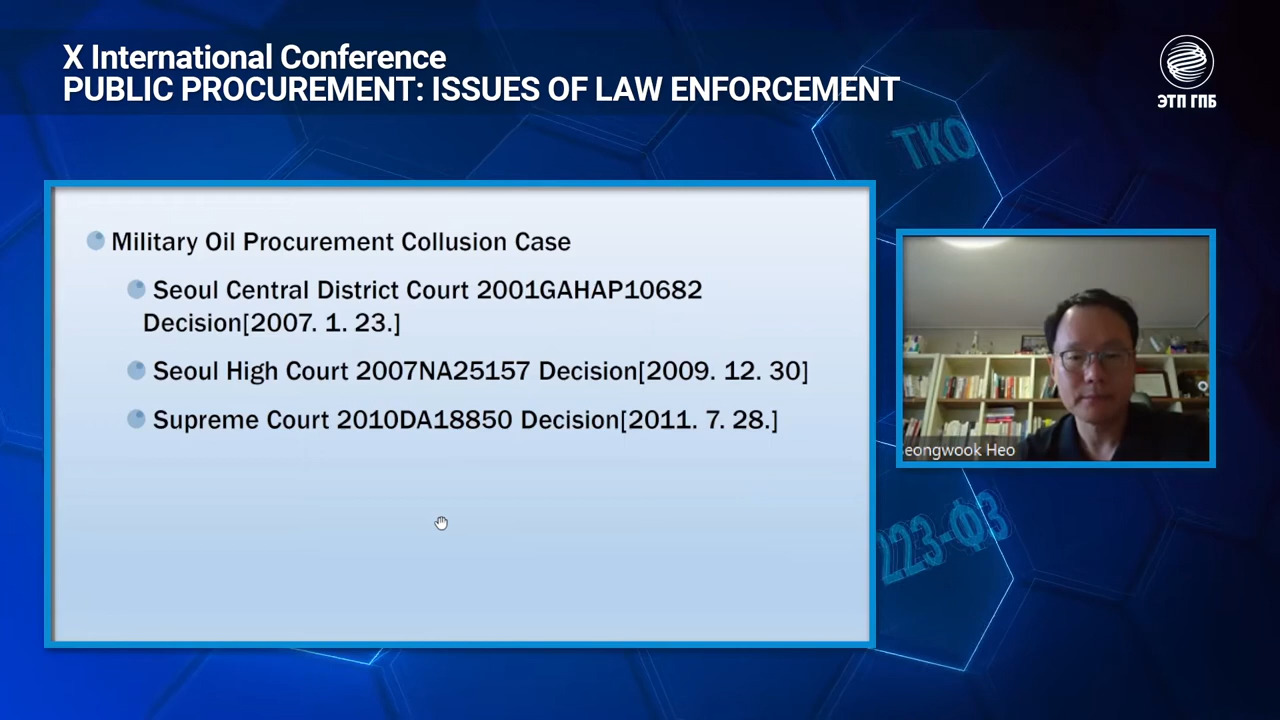 X International Conference
PUBLIC PROCUREMENT: ISSUES OF LAW ENFORCEMENT
ЭТП ГПБ
ТКО
Military Oil Procurement Collusion Case
Seoul Central District Court 2001GAHAP10682
Decision[2007. 1. 23.]
Seoul High Court 2007NA25157 Decision[2009. 12. 30]
Supreme Court 2010DA18850 Decision[2011. 7. 28.]
eongwook Heo
223-ФЗ